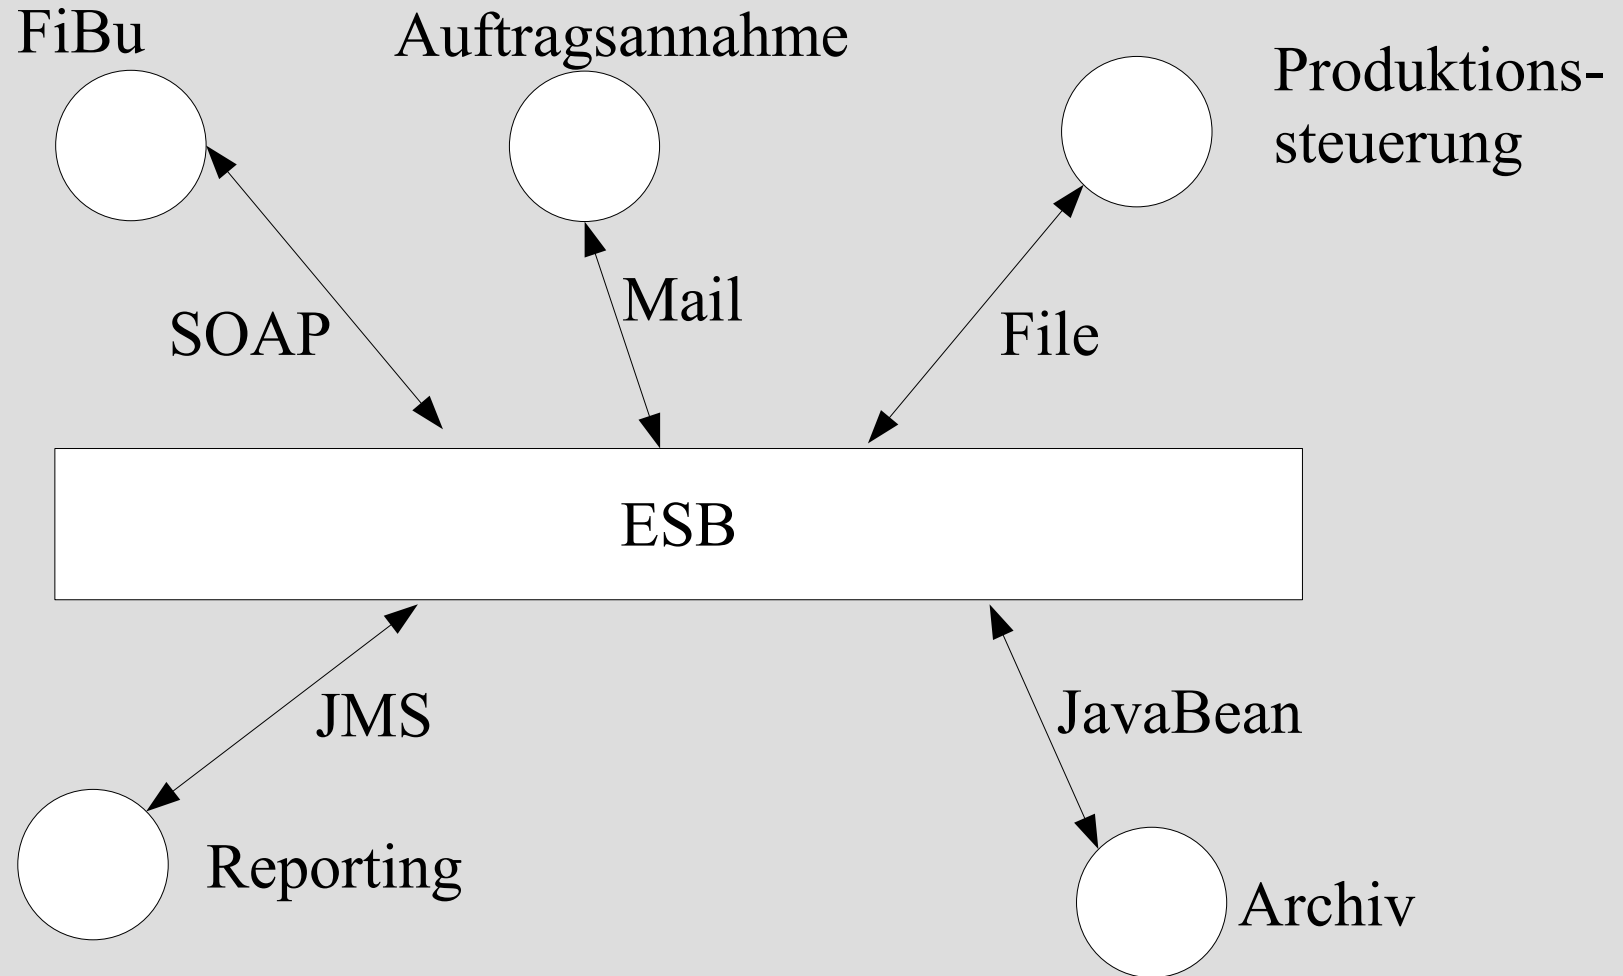 FiBu
Auftragsannahme
Produktions-
steuerung
SOAP
Mail
File
ESB
JMS
JavaBean
Reporting
Archiv